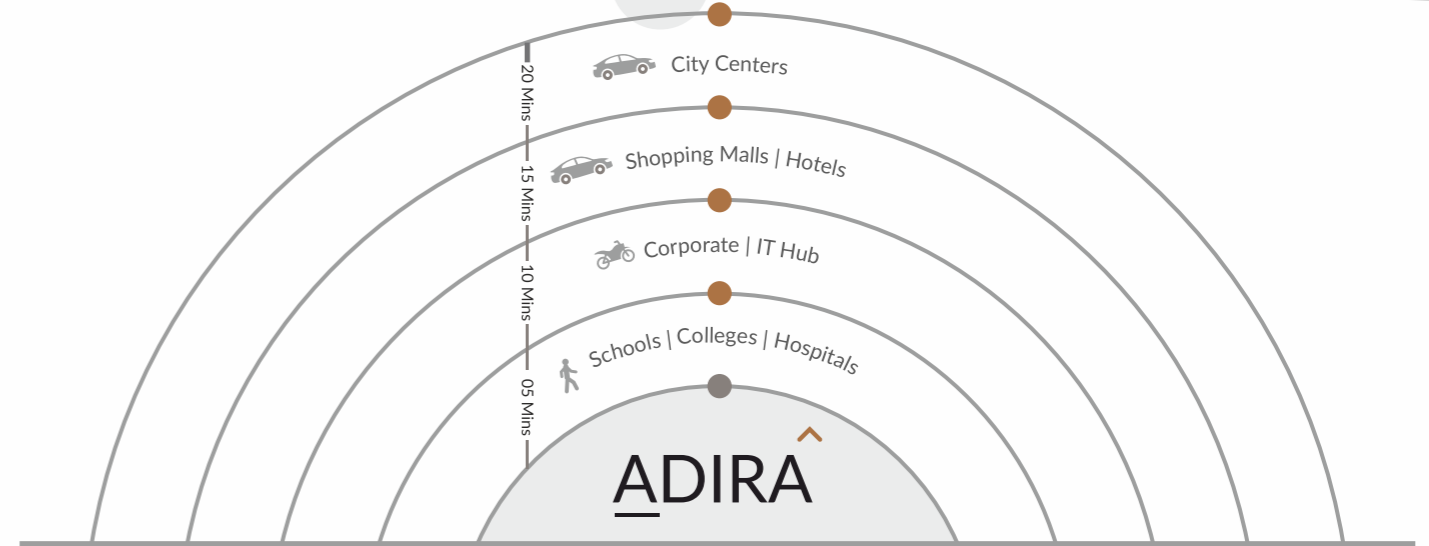 20 Mins
City Centers
15 Mins
Shopping Malls | Hotels
10 Mins
Corporate | IT Hub
05 Mins
Schools | Colleges | Hospitals
ADIRA